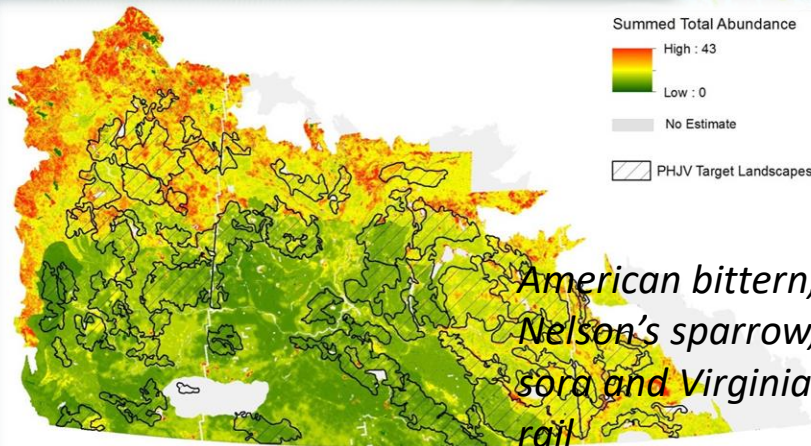 Summed Total Abundance
High : 43
Low : 0
No Estimate
PHJV Target Landscapes
American bittern,
Nelson's sparrow,
sora and Virginia
rail